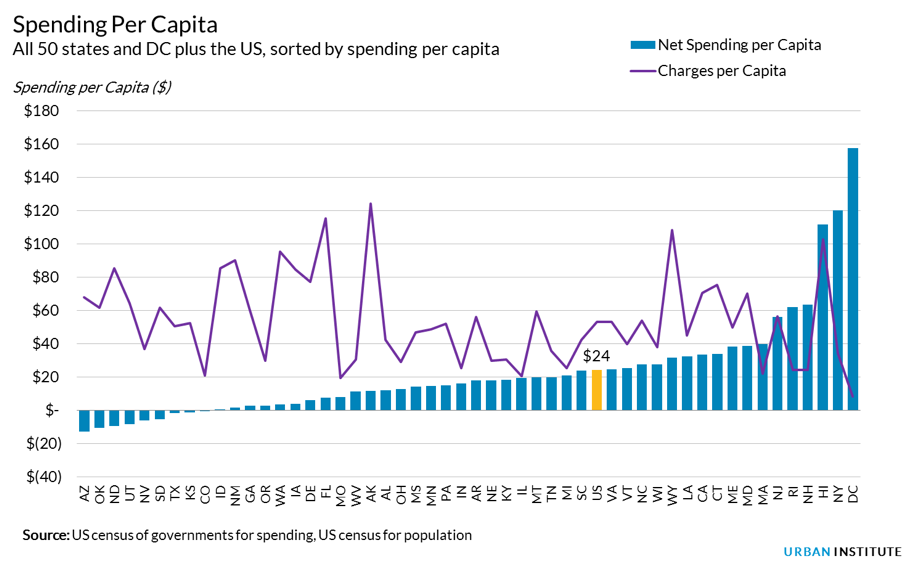 Spending Per Capita
All 50 states and DC plus the US, sorted by spending per capita
Net Spending per Capita
Charges per Capita
Spending per Capita ($)
$180
$160
$140
$120
$100
$80
$60
$40
$20
$-
$(20)
$(40)
$24
AZ OK ND UT NV SD TX KS CO ID NM GA OR WA IA DE FL MO WV AK AL OH MS MN PA IN AR NE KY IL MT TN MI SC US VA VT NC WI WY LA CA CT ME MD MA NJ RI NH HI NY DC
Source: US census of governments for spending, US census for population
URBAN INSTITUTE